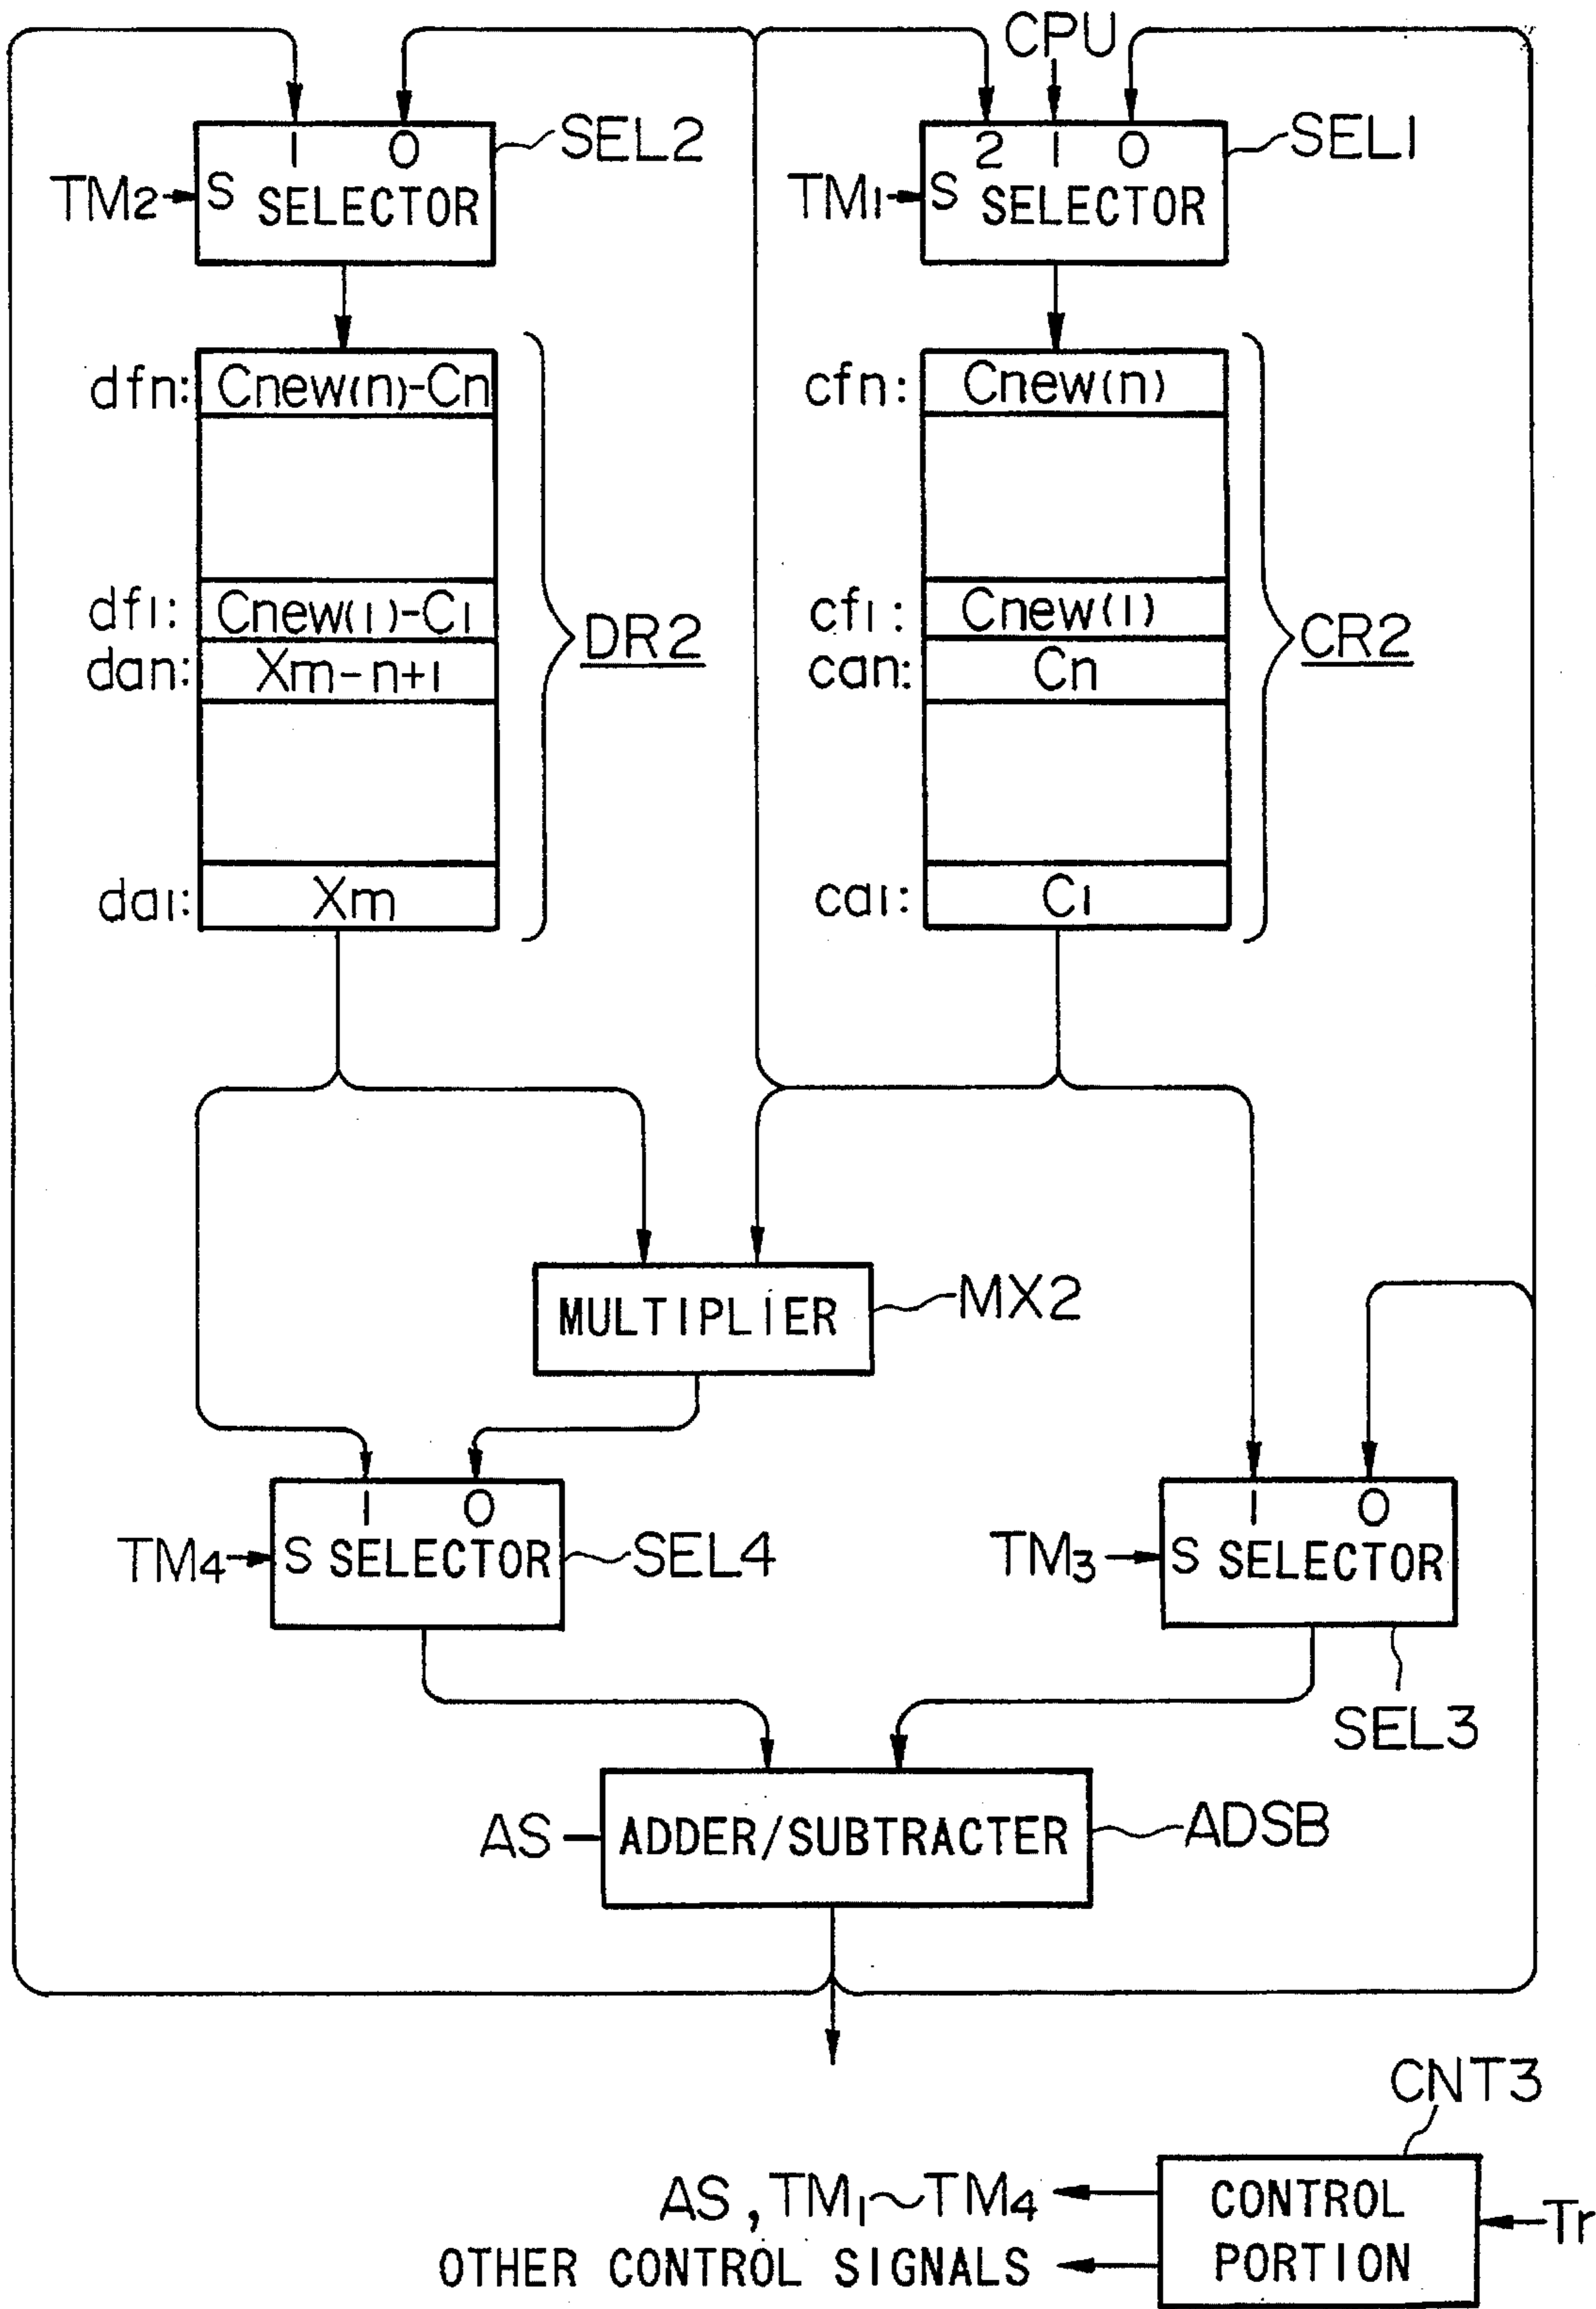 CPU
1 0
SEL2
TM2 S SELECTOR
2 1 0
SEL1
TM1 S SELECTOR
dfn: Cnew(n)-Cn
cfn: Cnew(n)
df1: Cnew(1)-C1
DR2
dan: Xm-n+1
cf1: Cnew(1)
CR2
can: Cn
da1: Xm
ca1: C1
MULTIPLIER
MX2
1 0
TM4 S SELECTOR
SEL4
1 0
TM3 S SELECTOR
SEL3
AS ADDER/SUBTRACTER
ADSB
CNT3
AS, TM1~TM4
OTHER CONTROL SIGNALS
CONTROL
PORTION
Tr